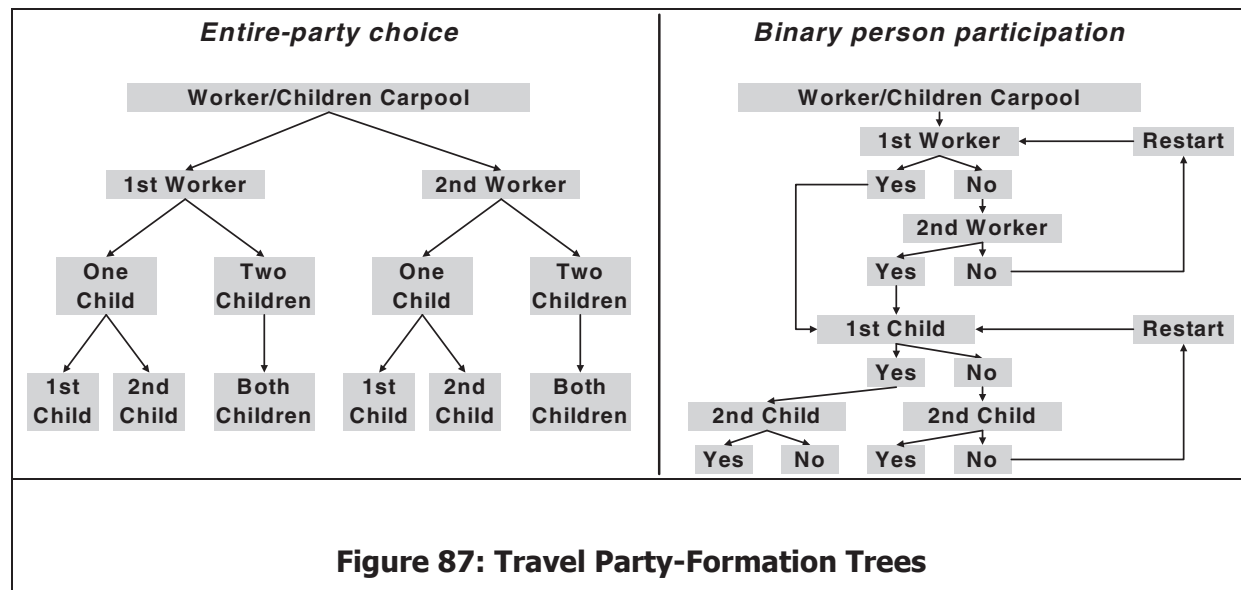 Entire-party choice
Worker/Children Carpool
1st Worker
2nd Worker
One
Child
Two
Children
One
Child
Two
Children
1st
Child
2nd
Child
Both
Children
1st
Child
2nd
Child
Both
Children
Binary person participation
Worker/Children Carpool
1st Worker
Restart
Yes
No
2nd Worker
Yes
No
1st Child
Restart
Yes
No
2nd Child
2nd Child
Yes
No
Yes
No
Figure 87: Travel Party-Formation Trees